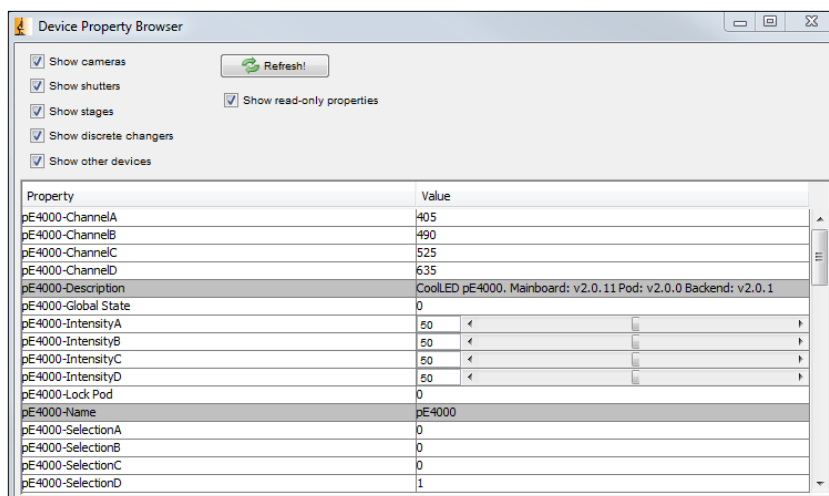 Device Property Browser
Show cameras
Refresh!
Show shutters
Show read-only properties
Show stages
Show discrete changers
Show other devices
Property Value
pE4000-ChannelA 405
pE4000-ChannelB 490
pE4000-ChannelC 525
pE4000-ChannelD 635
pE4000-Description CoolLED pE4000. Mainboard: v2.0.11 Pod: v2.0.0 Backend: v2.0.1
pE4000-Global State 0
pE4000-IntensityA 50
pE4000-IntensityB 50
pE4000-IntensityC 50
pE4000-IntensityD 50
pE4000-Lock Pod 0
pE4000-Name pE4000
pE4000-SelectionA 0
pE4000-SelectionB 0
pE4000-SelectionC 0
pE4000-SelectionD 1